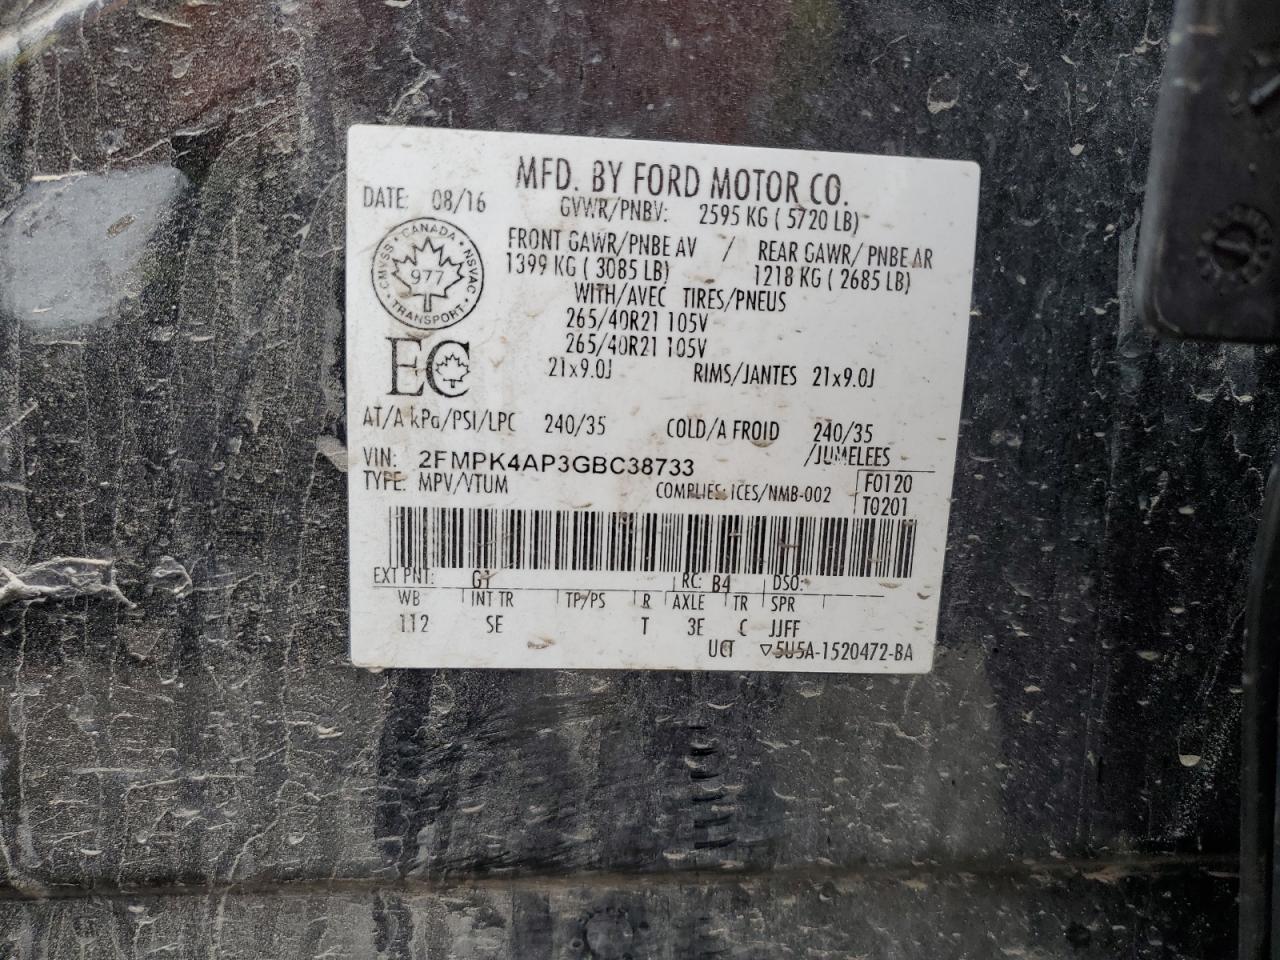 MFD. BY FORD MOTOR CO.
DATE: 08/16 GVWR/PNBV: 2595 KG ( 5720 LB)
FRONT GAWR/PNBE AV / REAR GAWR/PNBE AR
1399 KG ( 3085 LB) 1218 KG ( 2685 LB)
WITH/AVEC TIRES/PNEUS
265/40R21 105V
265/40R21 105V
21x9.0J RIMS/JANTES 21x9.0J
CANADA
CMVSS NSVAC
977
TRANSPORT
EC
AT/A kPa/PSI/LPC 240/35 COLD/A FROID 240/35
/JUMELEES
VIN: 2FMPK4AP3GBC38733
TYPE: MPV/VTUM COMPLIES: ICES/NMB-002
F0120
T0201
EXT PNT: G1 RC: B4 DSO:
WB INT TR TP/PS R AXLE TR SPR
112 SE T 3E C JJFF
UCT ▽5U5A-1520472-BA